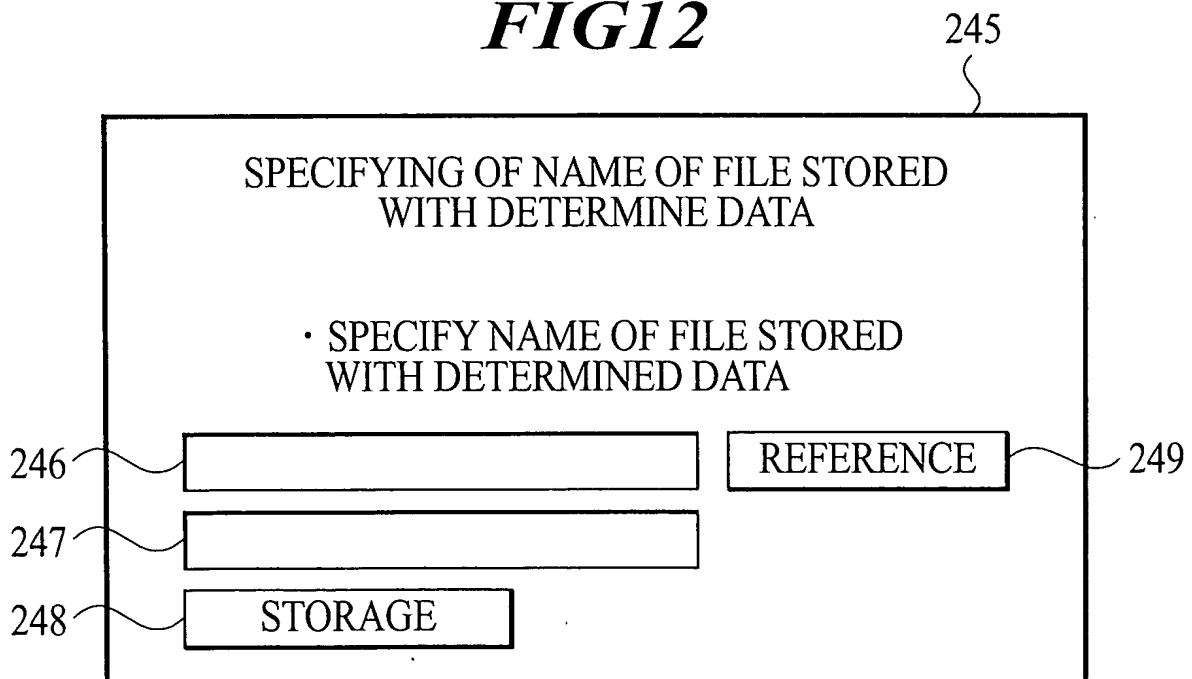 FIG12
245
SPECIFYING OF NAME OF FILE STORED
WITH DETERMINE DATA
· SPECIFY NAME OF FILE STORED
WITH DETERMINED DATA
246
REFERENCE
249
247
248
STORAGE